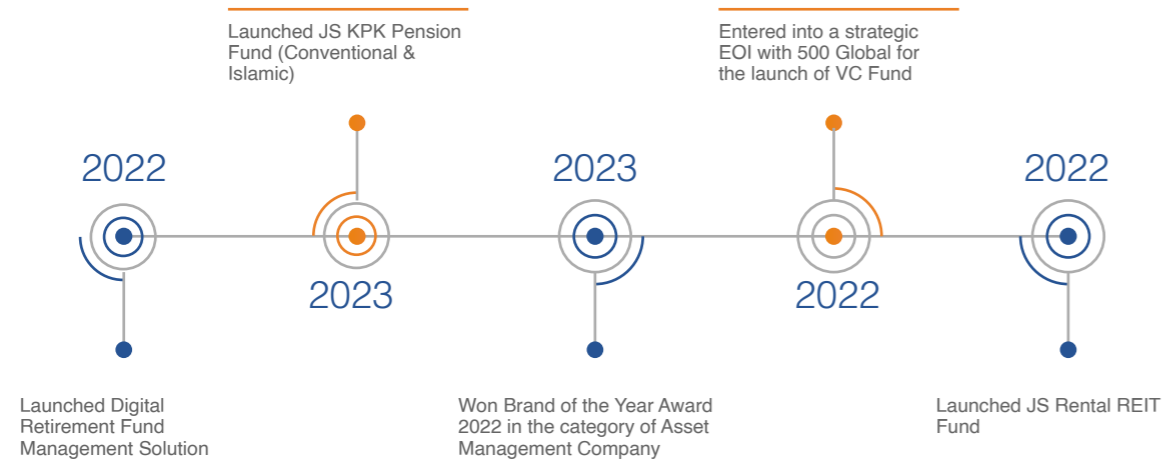 Launched JS KPK Pension
Fund (Conventional &
Islamic)
Entered into a strategic
EOI with 500 Global for
the launch of VC Fund
2022
2023
2022
2023
2022
Launched Digital
Retirement Fund
Management Solution
Won Brand of the Year Award
2022 in the category of Asset
Management Company
Launched JS Rental REIT
Fund